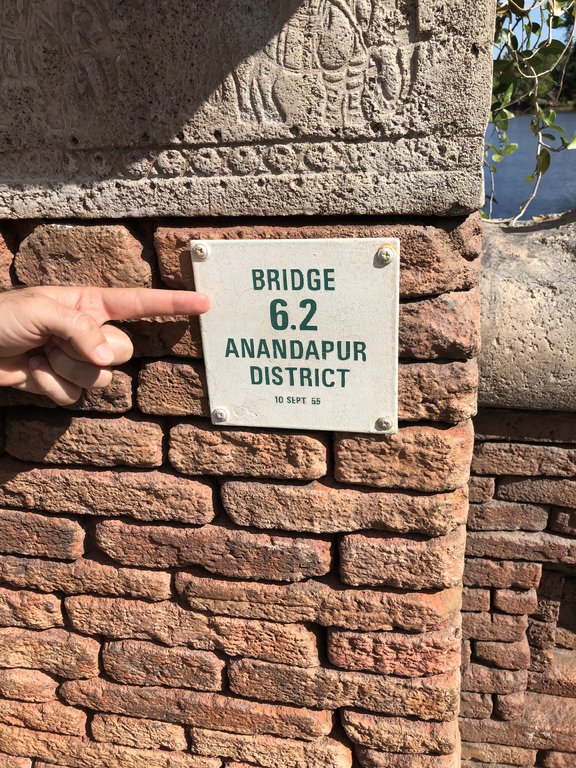 BRIDGE
6.2
ANANDAPUR
DISTRICT
10 SEPT 55